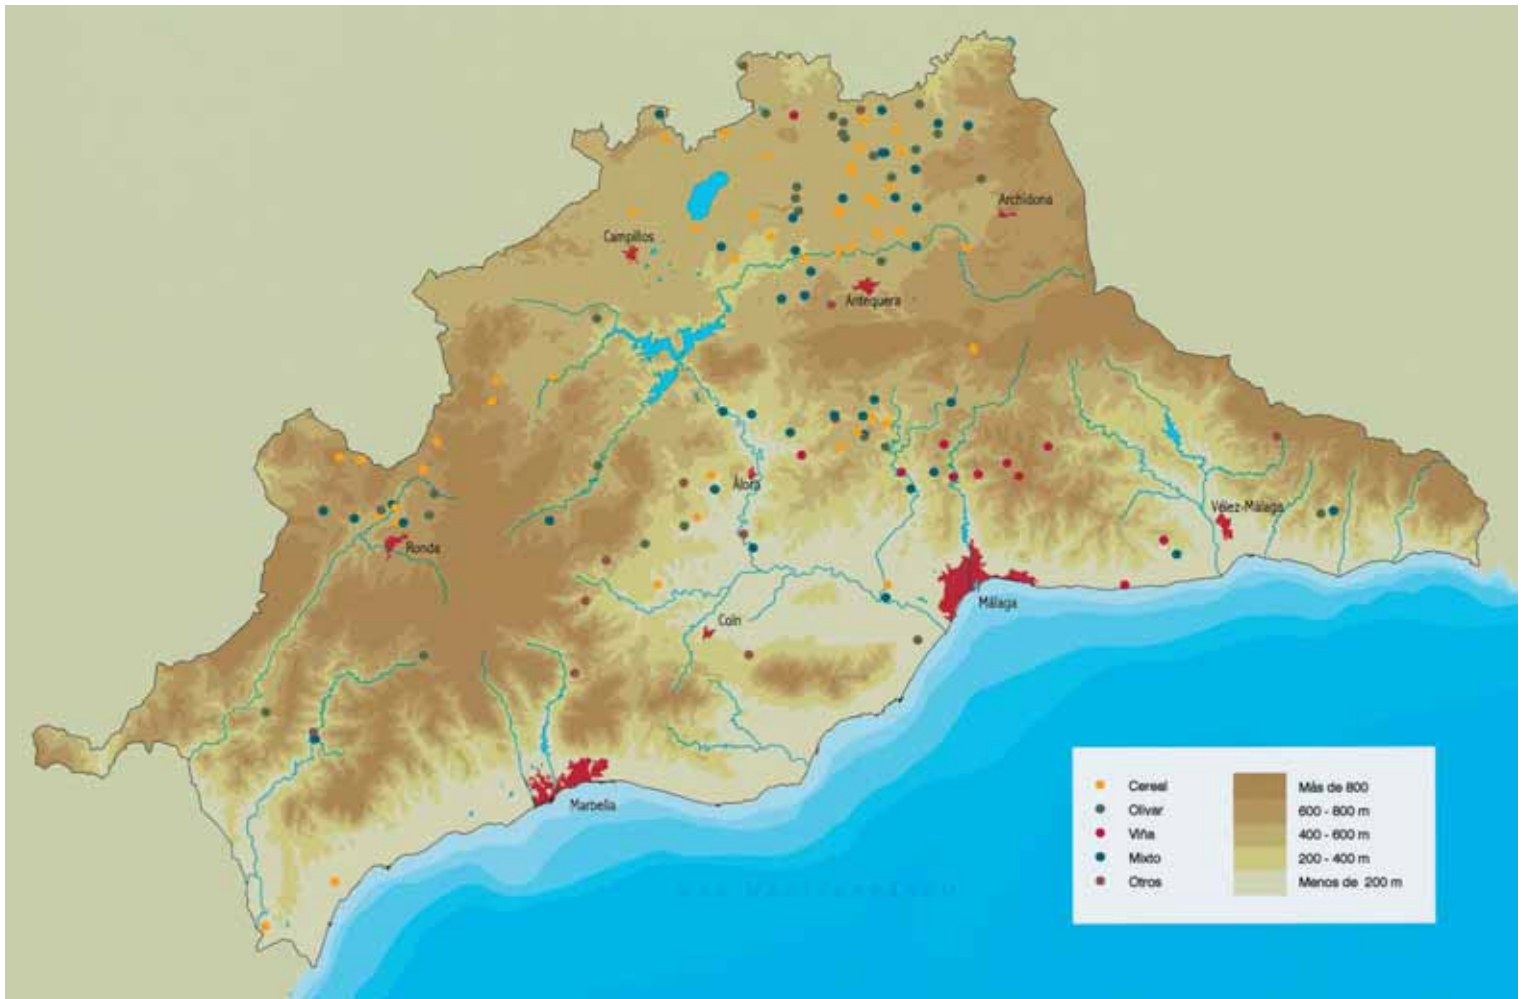 Archidona
Campillos
Antequera
Álora
Vélez-Málaga
Ronda
Málaga
Coín
Marbella
Cereal
Olivar
Viña
Mixto
Otros
Más de 800
600 - 800 m
400 - 600 m
200 - 400 m
Menos de 200 m